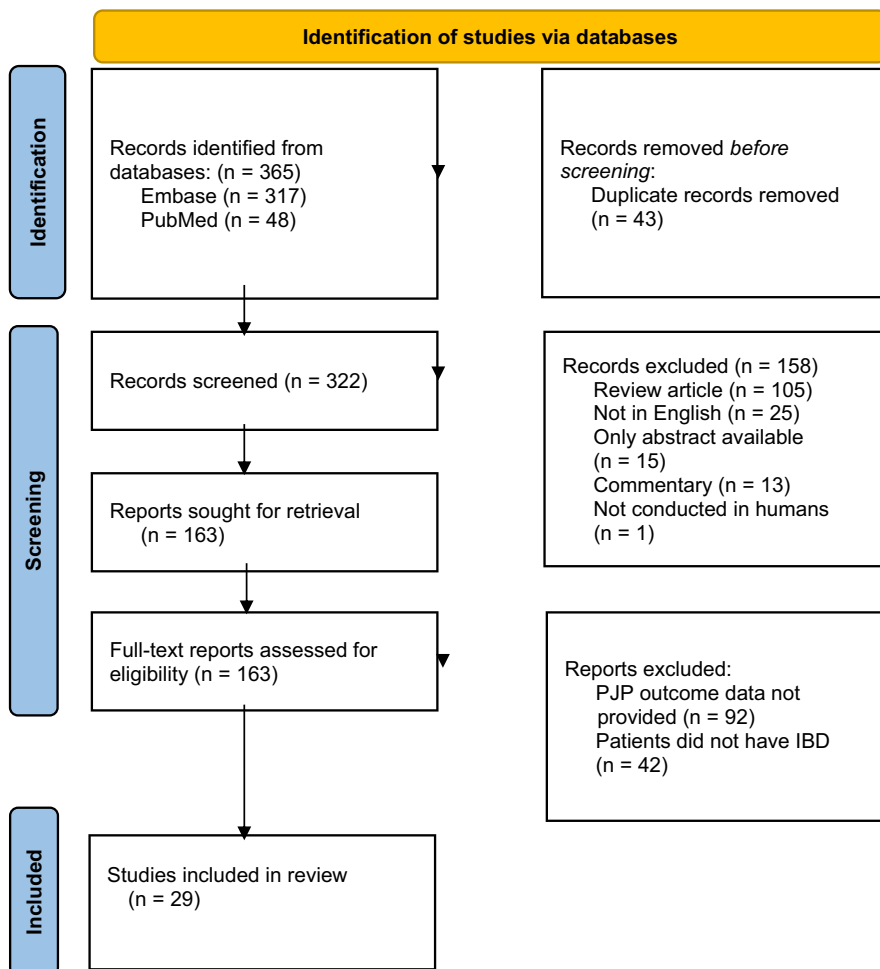 Identification of studies via databases
Identification
Records identified from
databases: (n = 365)
Embase (n = 317)
PubMed (n = 48)
Records removed before
screening:
Duplicate records removed
(n = 43)
Screening
Records screened (n = 322)
Records excluded (n = 158)
Review article (n = 105)
Not in English (n = 25)
Only abstract available
(n = 15)
Commentary (n = 13)
Not conducted in humans
(n = 1)
Reports sought for retrieval
(n = 163)
Full-text reports assessed for
eligibility (n = 163)
Reports excluded:
PJP outcome data not
provided (n = 92)
Patients did not have IBD
(n = 42)
Included
Studies included in review
(n = 29)